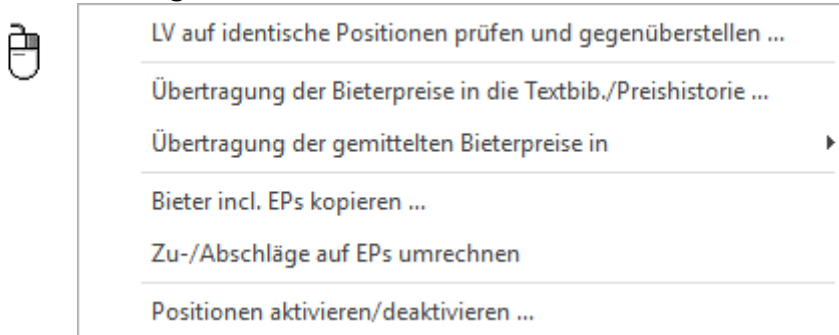 LV auf identische Positionen prüfen und gegenüberstellen ...
Übertragung der Bieterpreise in die Textbib./Preishistorie ...
Übertragung der gemittelten Bieterpreise in
Bieter incl. EPs kopieren ...
Zu-/Abschläge auf EPs umrechnen
Positionen aktivieren/deaktivieren ...